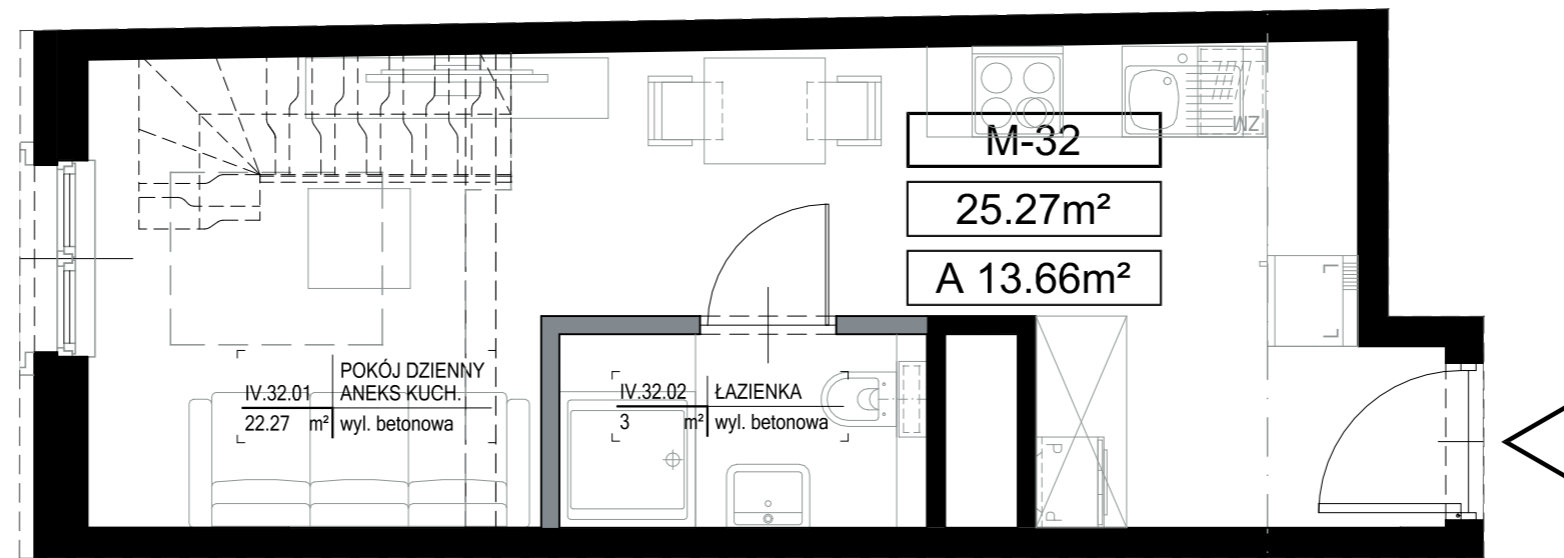 ZM
M-32
25.27m²
A 13.66m²
IV.32.01
POKÓJ DZIENNY
ANEKS KUCH.
22.27 m² wyl. betonowa
IV.32.02 ŁAZIENKA
3 m² wyl. betonowa
P P